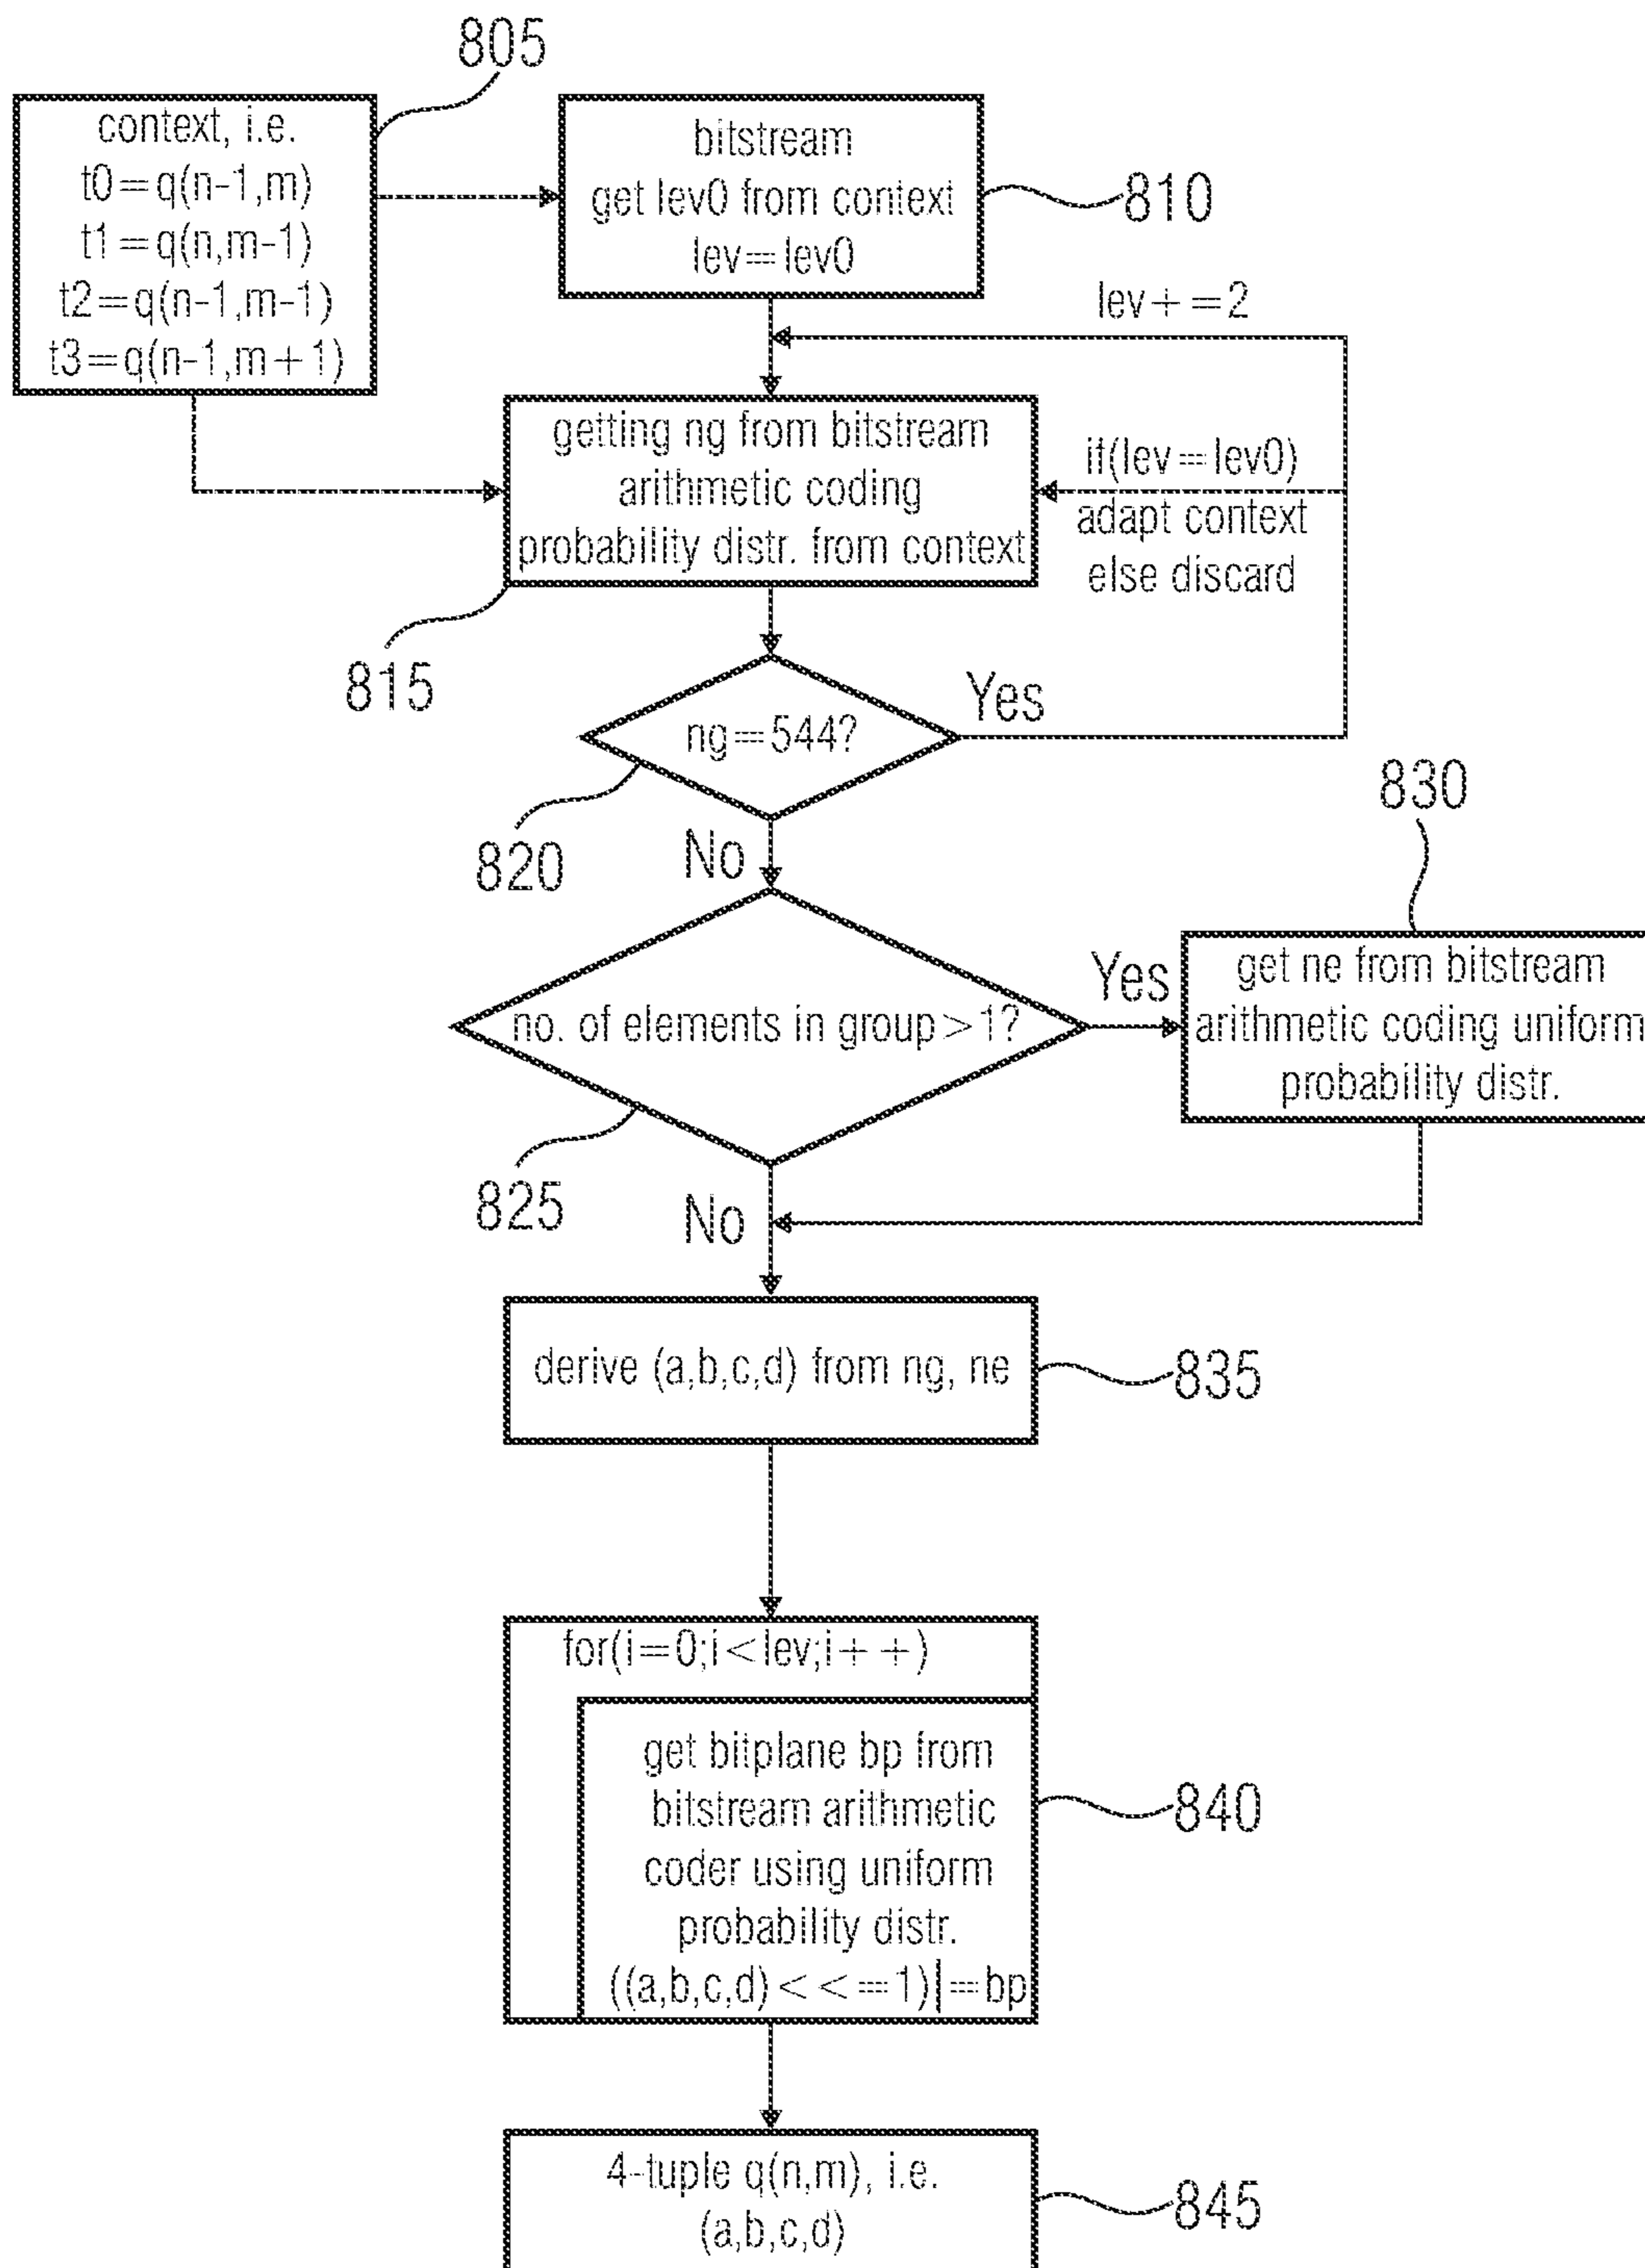 805
context, i.e.
t0=q(n-1,m)
t1=q(n,m-1)
t2=q(n-1,m-1)
t3=q(n-1,m+1)
bitstream
get lev0 from context
lev=lev0
810
lev+=2
getting ng from bitstream
arithmetic coding
probability distr. from context
if(lev=lev0)
adapt context
else discard
815
ng=544?
Yes
820
No
830
no. of elements in group>1?
Yes
get ne from bitstream
arithmetic coding uniform
probability distr.
825
No
derive (a,b,c,d) from ng, ne
835
for(i=0;i<lev;i++)
get bitplane bp from
bitstream arithmetic
coder using uniform
probability distr.
((a,b,c,d)<<=1)|=bp
840
4-tuple q(n,m), i.e.
(a,b,c,d)
845